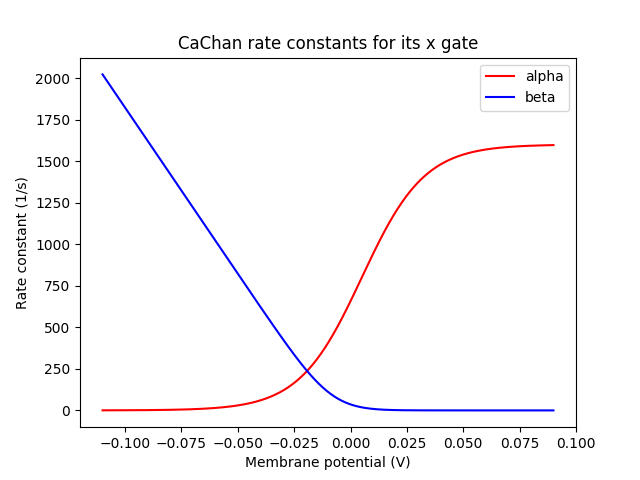 CaChan rate constants for its x gate
alpha
beta
Rate constant (1/s)
2000
1750
1500
1250
1000
750
500
250
0
−0.100 −0.075 −0.050 −0.025 0.000 0.025 0.050 0.075 0.100
Membrane potential (V)